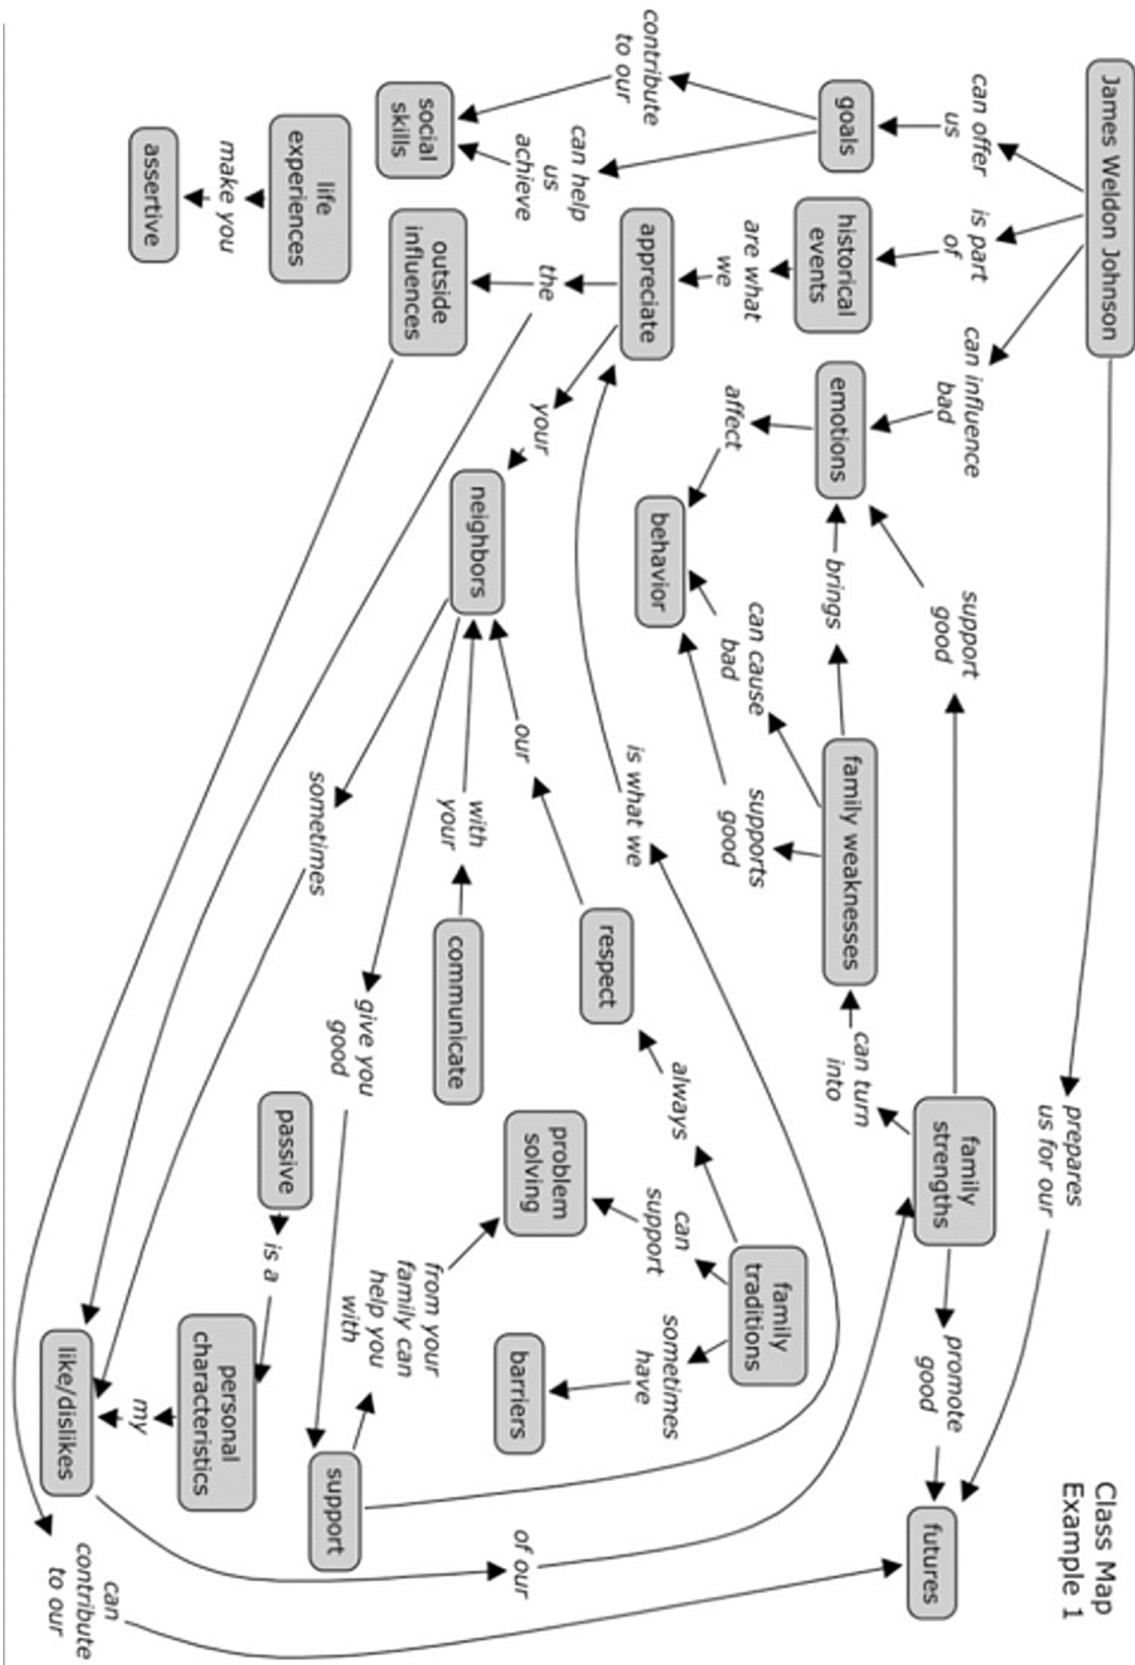 Class Map
Example 1
James Weldon Johnson
can offer
us
is part
of
can influence
bad
prepares
us for our
goals
historical
events
emotions
support
good
family
strengths
promote
good
futures
brings
family weaknesses
can turn
into
contribute
to our
can help
us
achieve
are what
we
affect
can cause
bad
supports
good
family
traditions
appreciate
behavior
is what we
respect
always
can
support
sometimes
have
social
skills
outside
influences
the
your
neighbors
our
with
your
communicate
problem
solving
barriers
from your
family can
help you
with
of our
life
experiences
sometimes
give you
good
passive
is a
support
make you
personal
characteristics
assertive
my
like/dislikes
can
contribute
to our